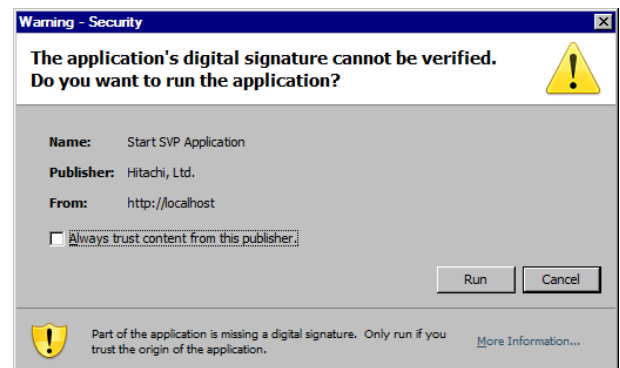 Warning - Security
The application's digital signature cannot be verified.
Do you want to run the application?
Name: Start SVP Application
Publisher: Hitachi, Ltd.
From: http://localhost
Always trust content from this publisher.
Run Cancel
Part of the application is missing a digital signature. Only run if you
trust the origin of the application.
More Information...